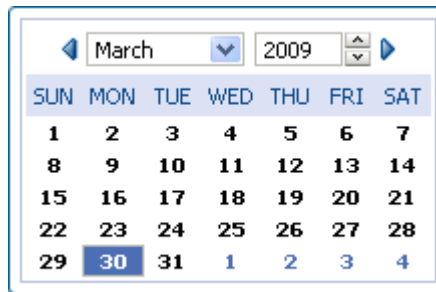 March 2009
SUN MON TUE WED THU FRI SAT
1 2 3 4 5 6 7
8 9 10 11 12 13 14
15 16 17 18 19 20 21
22 23 24 25 26 27 28
29 30 31 1 2 3 4